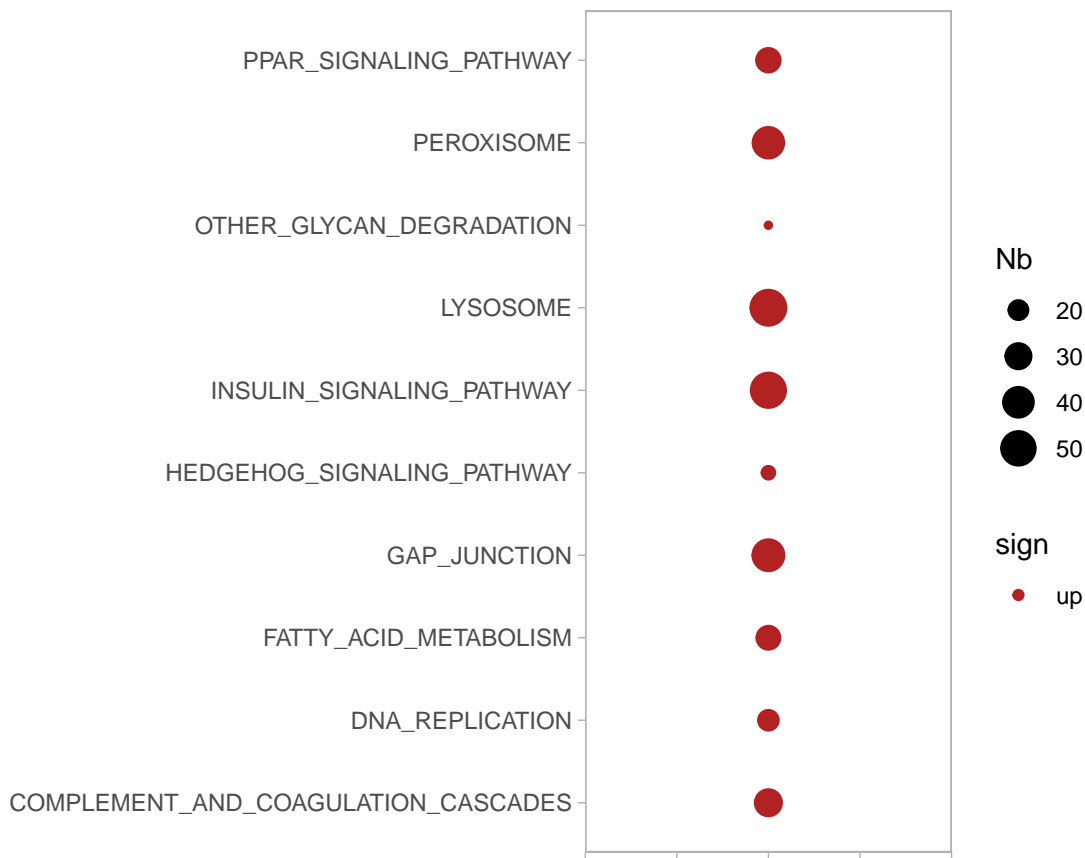 PPAR_SIGNALING_PATHWAY
PEROXISOME
OTHER_GLYCAN_DEGRADATION
LYSOSOME
INSULIN_SIGNALING_PATHWAY
HEDGEHOG_SIGNALING_PATHWAY
GAP_JUNCTION
FATTY_ACID_METABOLISM
DNA_REPLICATION
COMPLEMENT_AND_COAGULATION_CASCADES
Nb
20
30
40
50
sign
up